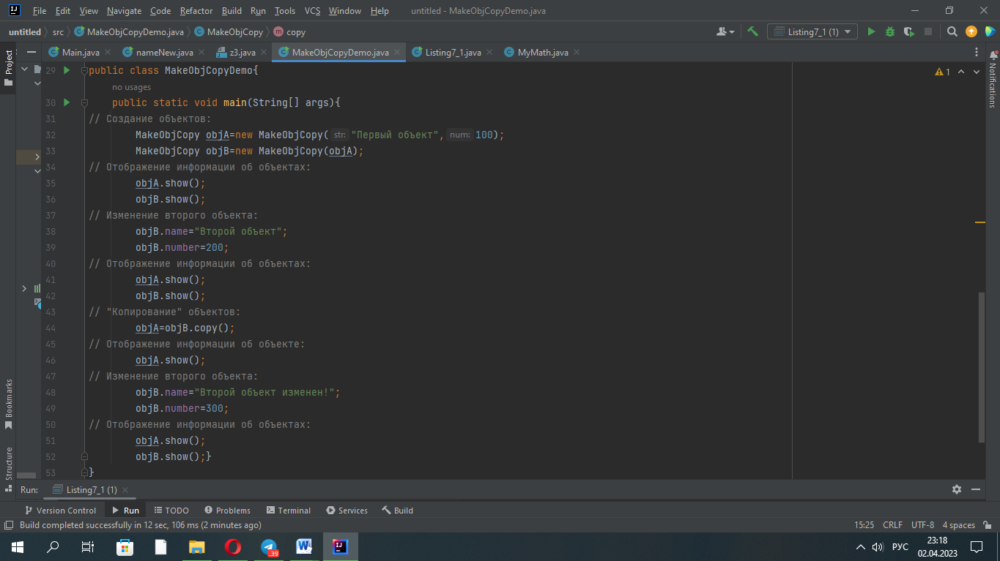 File Edit View Navigate Code Refactor Build Run Tools VCS Window Help untitled - MakeObjCopyDemo.java
untitled src MakeObjCopyDemo.java MakeObjCopy copy Listing7_1 (1)
Project Main.java nameNew.java z3.java MakeObjCopyDemo.java Listing7_1.java MyMath.java Notifications
29 public class MakeObjCopyDemo{ 1
no usages
30 public static void main(String[] args){
31 // Создание объектов:
32 MakeObjCopy objA=new MakeObjCopy( str: "Первый объект", num: 100);
33 MakeObjCopy objB=new MakeObjCopy(objA);
34 // Отображение информации об объектах:
35 objA.show();
36 objB.show();
37 // Изменение второго объекта:
38 objB.name="Второй объект";
39 objB.number=200;
40 // Отображение информации об объектах:
41 objA.show();
42 objB.show();
43 // "Копирование" объектов:
44 objA=objB.copy();
45 // Отображение информации об объекте:
46 objA.show();
47 // Изменение второго объекта:
48 objB.name="Второй объект изменен!";
49 objB.number=300;
50 // Отображение информации об объектах:
51 objA.show();
52 objB.show();}
53 }
Bookmarks
Structure
Run: Listing7_1 (1)
Version Control Run TODO Problems Terminal Services Build
Build completed successfully in 12 sec, 106 ms (2 minutes ago) 15:25 CRLF UTF-8 4 spaces
39 РУС 23:18
02.04.2023